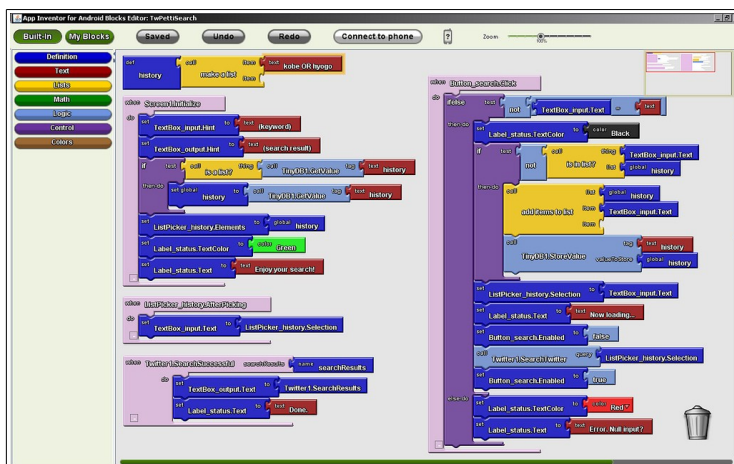 App Inventor for Android Blocks Editor: TwPettiSearch
Built-In My Blocks Saved Undo Redo Connect to phone Zoom
Definition
Text
Lists
Math
Logic
Control
Colors
def history call make a list item text kobe OR hyogo
item
when Screen1.Initialize
do
set TextBox_input.Hint to text (keyword)
set TextBox_output.Hint to text (search result)
if test call is a list? thing call TinyDB1.GetValue tag text history
then-do set global history to call TinyDB1.GetValue tag text history
set ListPicker_history.Elements to global history
set Label_status.TextColor to color Green
set Label_status.Text to text Enjoy your search!
when ListPicker_history.AfterPicking
do set TextBox_input.Text to ListPicker_history.Selection
when Twitter1.SearchSuccessful searchResults name searchResults
do set TextBox_output.Text to Twitter1.SearchResults
set Label_status.Text to text Done.
when Button_search.Click
do ifelse test not TextBox_input.Text = text
then-do set Label_status.TextColor to color Black
if test not call is in list? thing TextBox_input.Text
list global history
then-do call add items to list list global history
item TextBox_input.Text
item
call TinyDB1.StoreValue tag text history
valueToStore global history
set ListPicker_history.Selection to TextBox_input.Text
set Label_status.Text to text Now loading...
set Button_search.Enabled to false
call Twitter1.SearchTwitter query ListPicker_history.Selection
set Button_search.Enabled to true
else-do set Label_status.TextColor to color Red
set Label_status.Text to text Error. Null input?